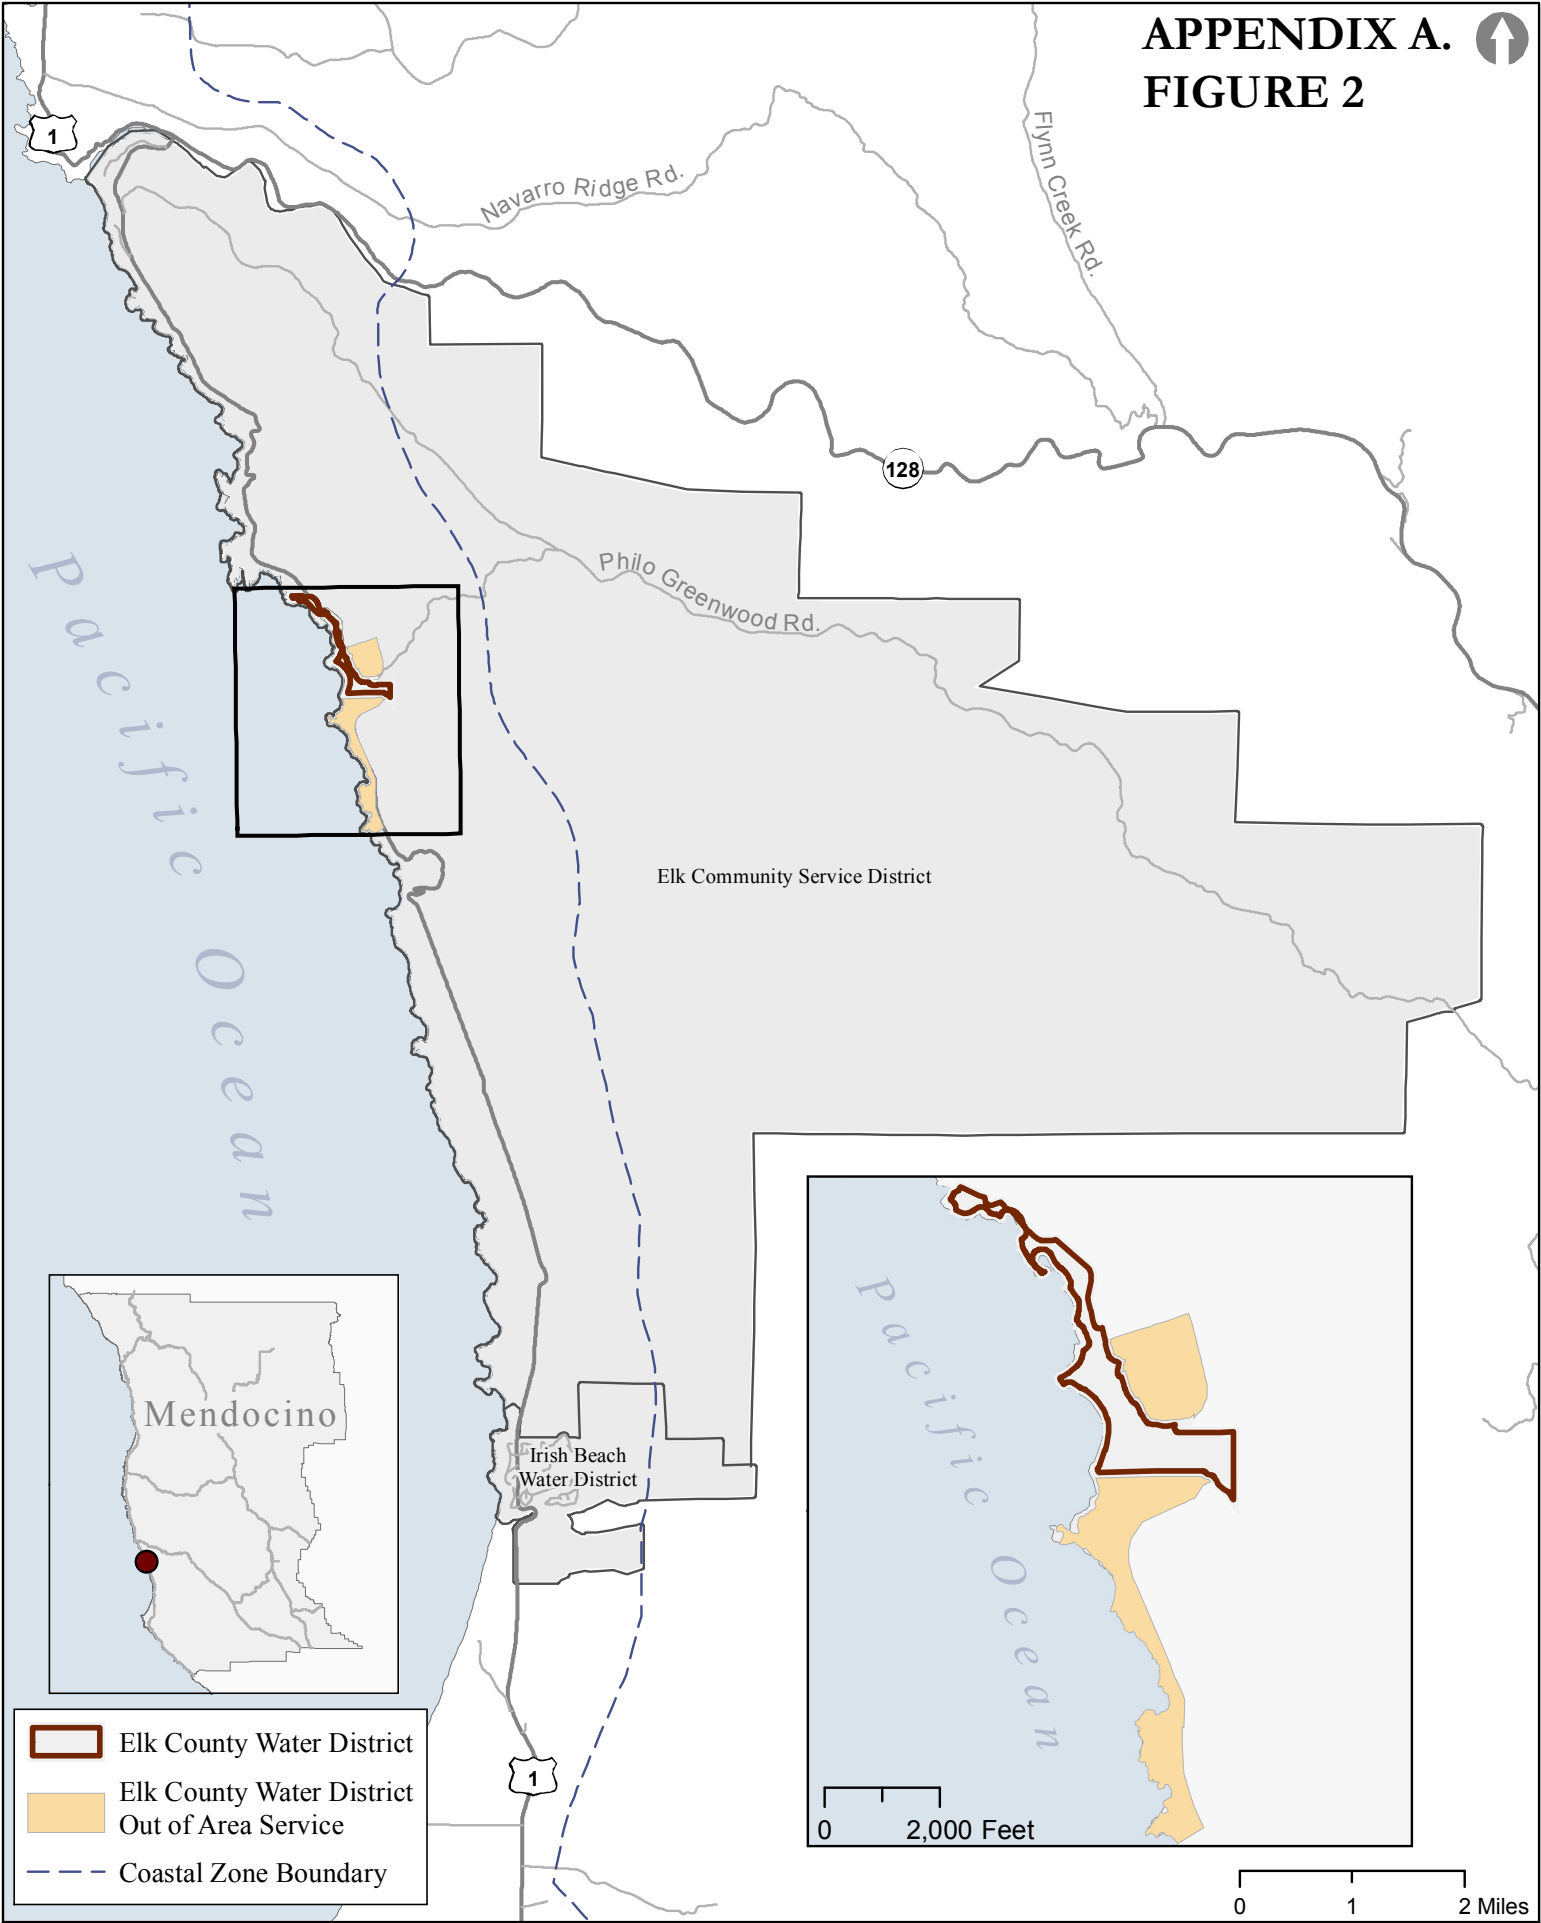 APPENDIX A.
FIGURE 2
1
Navarro Ridge Rd.
Flynn Creek Rd.
128
Philo Greenwood Rd.
Pacific Ocean
Elk Community Service District
Irish Beach
Water District
Mendocino
Pacific Ocean
0 2,000 Feet
Elk County Water District
Elk County Water District
Out of Area Service
Coastal Zone Boundary
1
0 1 2 Miles